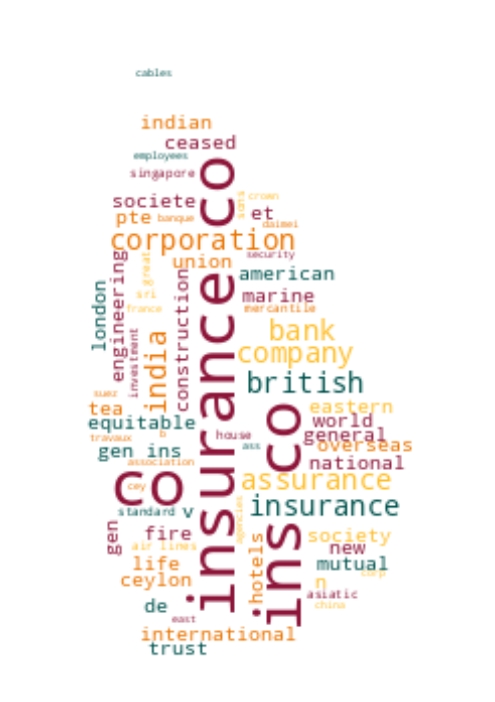 cables
indian
ceased
employees
singapore
insurance co
societe
sons
crown
et
pte
banque
daimei
corporation
union
security
engineering
great
american
london
construction
sri
marine
france
mercantile
india
investment
bank
company
british
suez
tea
eastern
equitable
world
travaux
b
house
general
ins co
ass
overseas
gen ins
association
national
co
cey
assurance
standard
v
agencies
insurance
gen
fire
air lines
society
new
hotels
life
mutual
corp
ceylon
n
asiatic
de
china
east
international
trust